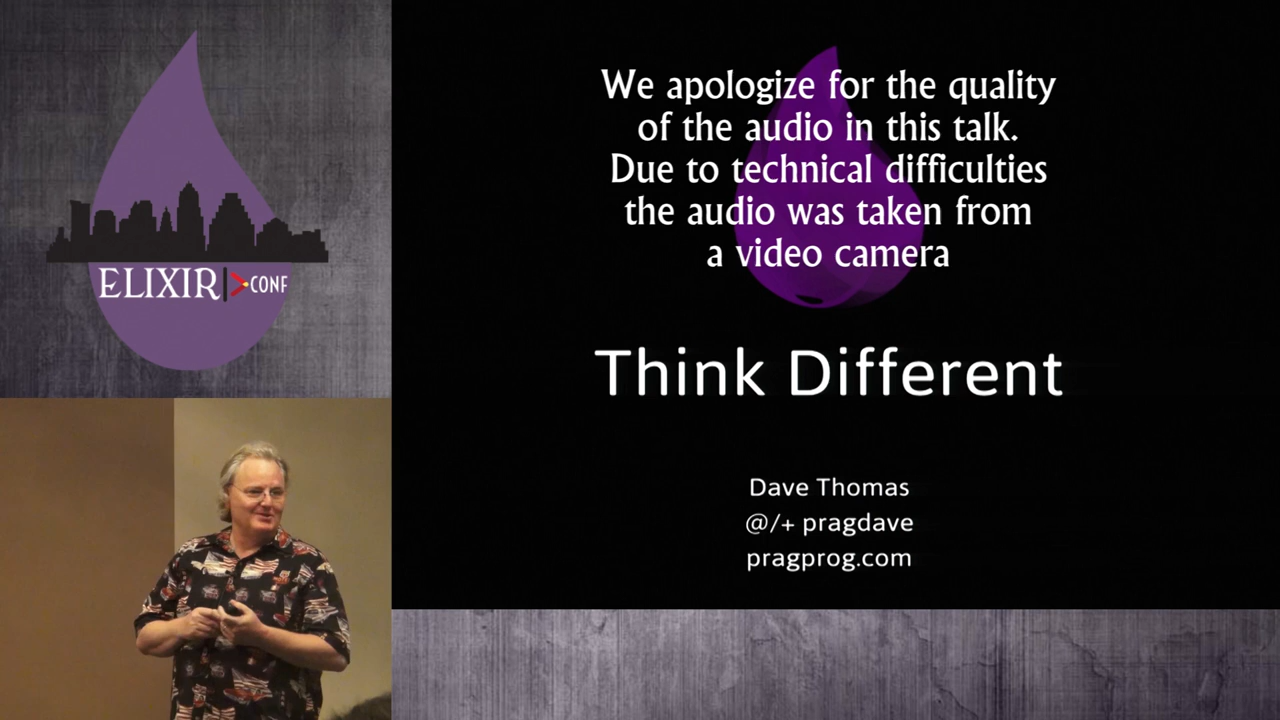 ELIXIR|>CONF
We apologize for the quality
of the audio in this talk.
Due to technical difficulties
the audio was taken from
a video camera
Think Different
Dave Thomas
@/+ pragdave
pragprog.com